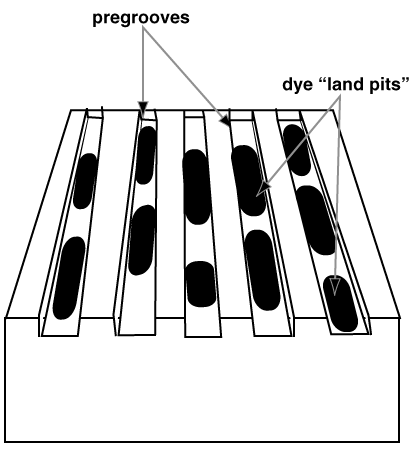 pregrooves
dye “land pits”